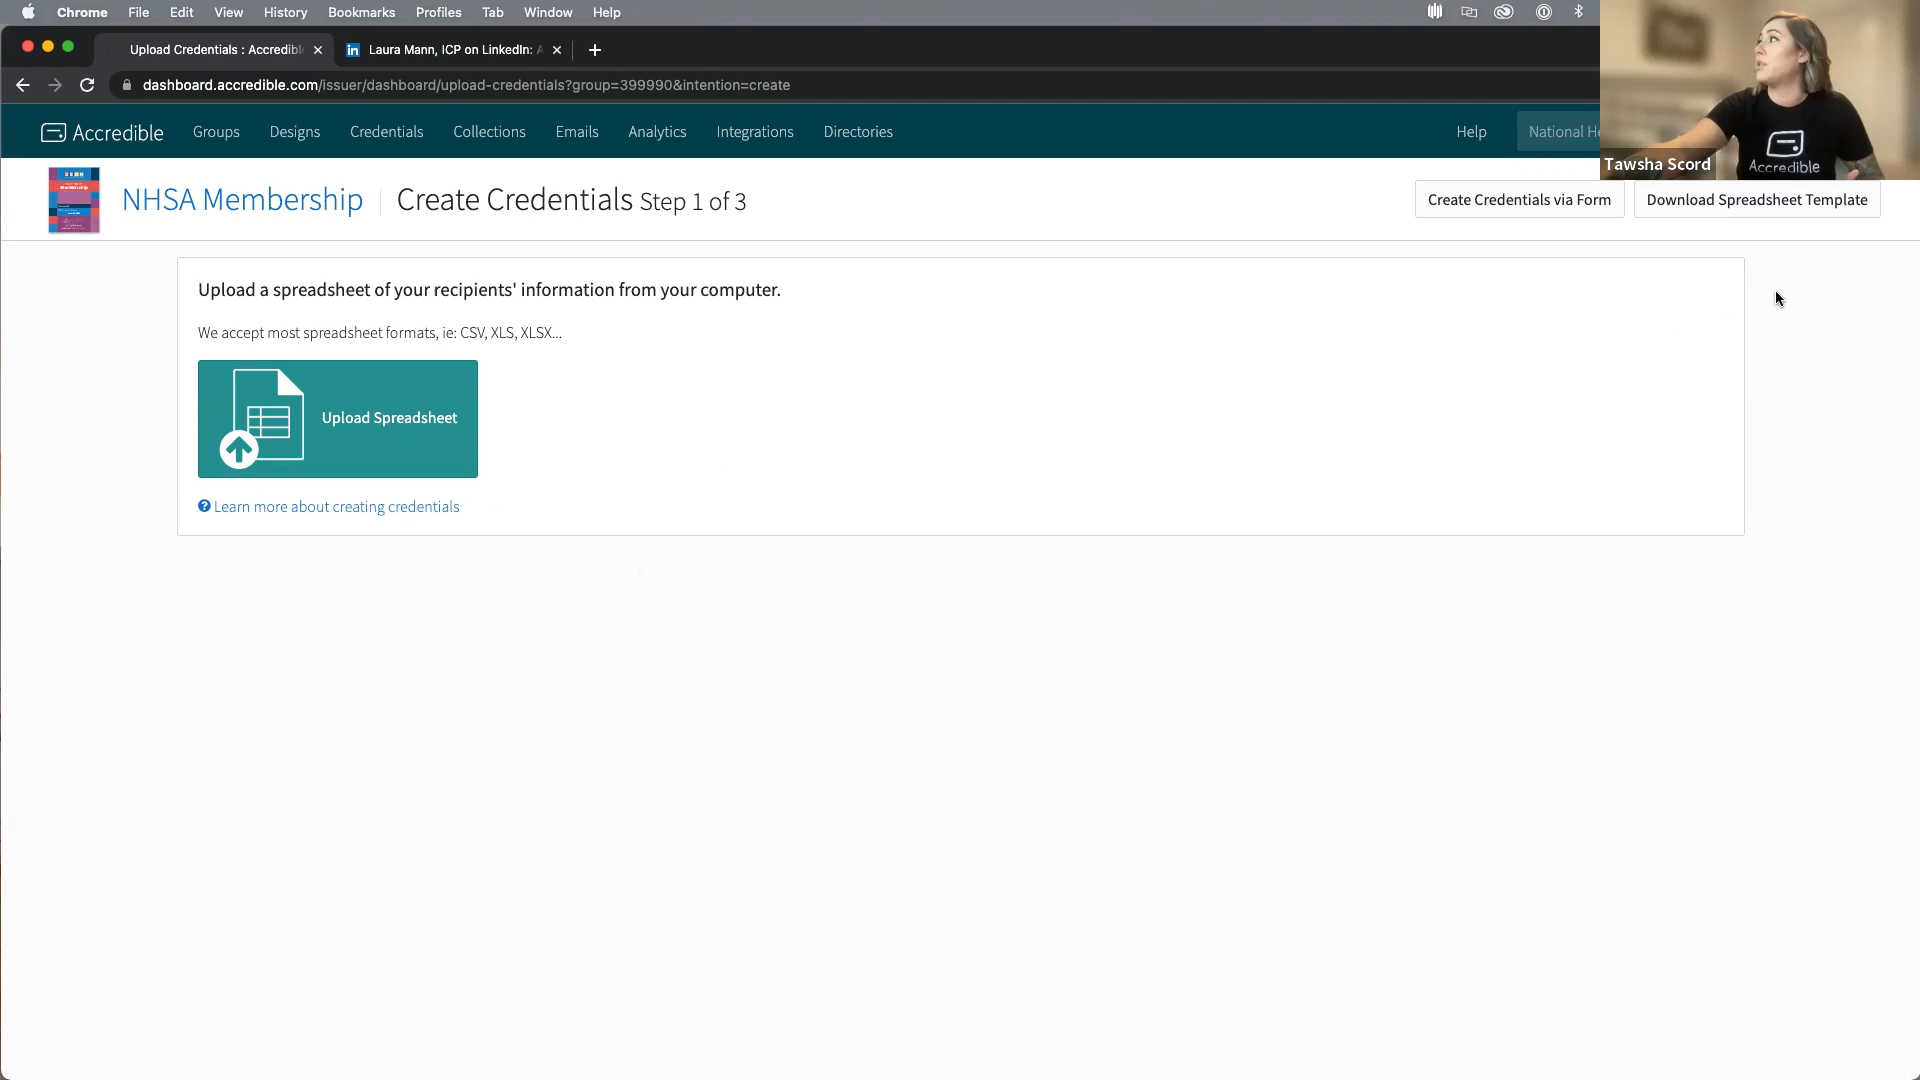 Chrome File Edit View History Bookmarks Profiles Tab Window Help
Upload Credentials : Accredible
Laura Mann, ICP on LinkedIn: A
dashboard.accredible.com/issuer/dashboard/upload-credentials?group=399990&intention=create
Accredible Groups Designs Credentials Collections Emails Analytics Integrations Directories Help National He
Accredible
Tawsha Scord
NHSA Membership Create Credentials Step 1 of 3 Create Credentials via Form Download Spreadsheet Template
Upload a spreadsheet of your recipients' information from your computer.
We accept most spreadsheet formats, ie: CSV, XLS, XLSX...
Upload Spreadsheet
Learn more about creating credentials